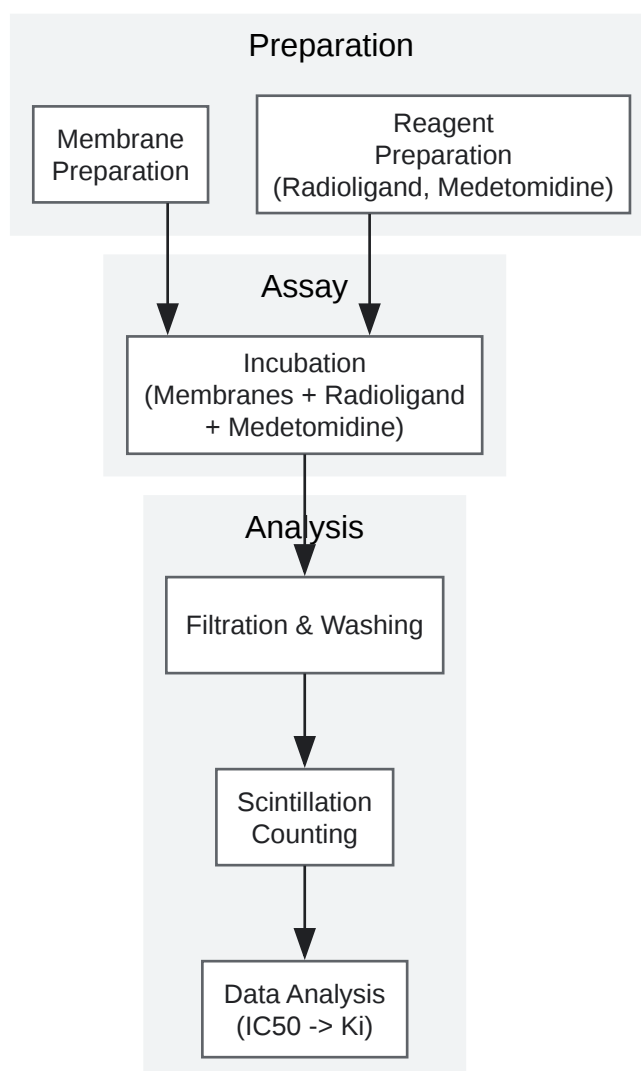 Preparation
Membrane
Preparation
Reagent
Preparation
(Radioligand, Medetomidine)
Assay
Incubation
(Membranes + Radioligand
+ Medetomidine)
Analysis
Filtration & Washing
Scintillation
Counting
Data Analysis
(IC50 -> Ki)